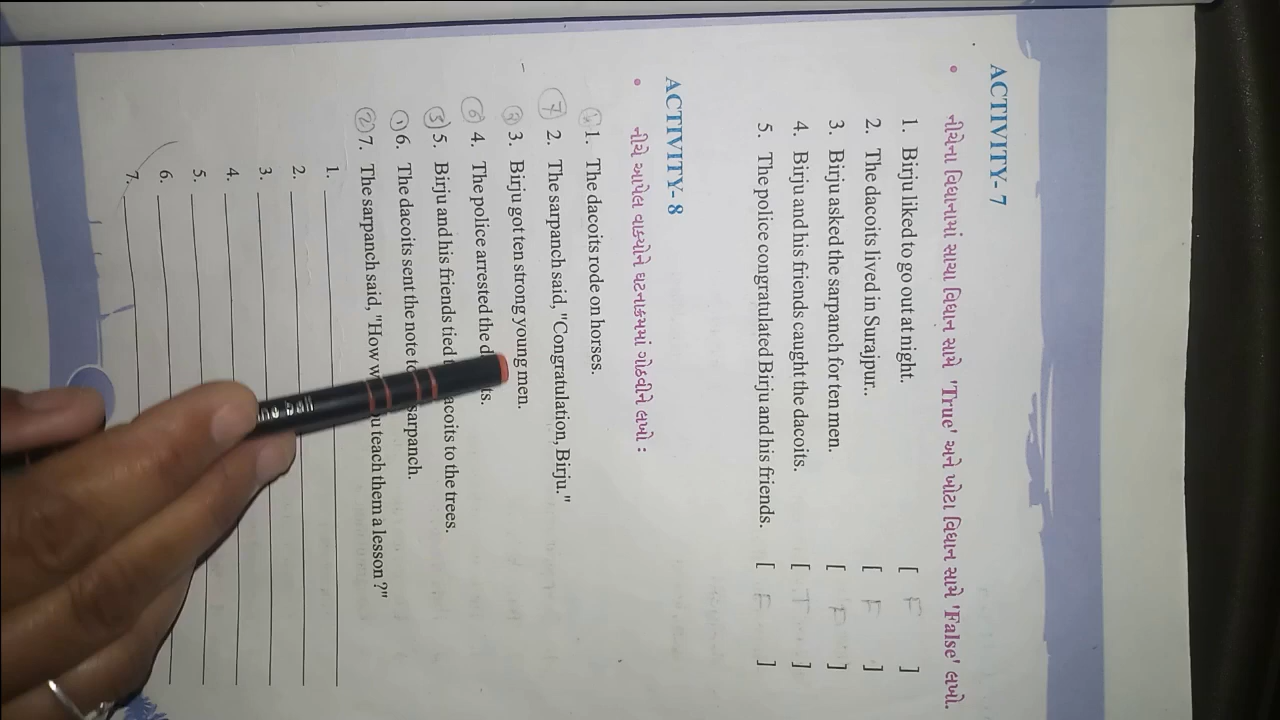 ACTIVITY- 7
• નીચેના વિધાનામાં સાચા વિધાન સામે 'True' અને ખોટા વિધાન સામે 'False' લખો.
1. Birju liked to go out at night. [ F ]
2. The dacoits lived in Surajpur.. [ F ]
3. Birju asked the sarpanch for ten men. [ F ]
4. Birju and his friends caught the dacoits. [ T ]
5. The police congratulated Birju and his friends. [ F ]
ACTIVITY- 8
• નીચે આપેલ વાક્યોને ઘટનાક્રમમાં ગોઠવીને લખો :
1. The dacoits rode on horses.
7 2. The sarpanch said, "Congratulation, Birju."
3. Birju got ten strong young men.
6 4. The police arrested the
5 5. Birju and his friends tied to the trees.
1 6. The dacoits sent the note sarpanch.
2 7. The sarpanch said, "How teach them a lesson ?"
1.
2.
3.
4.
5.
6.
7.